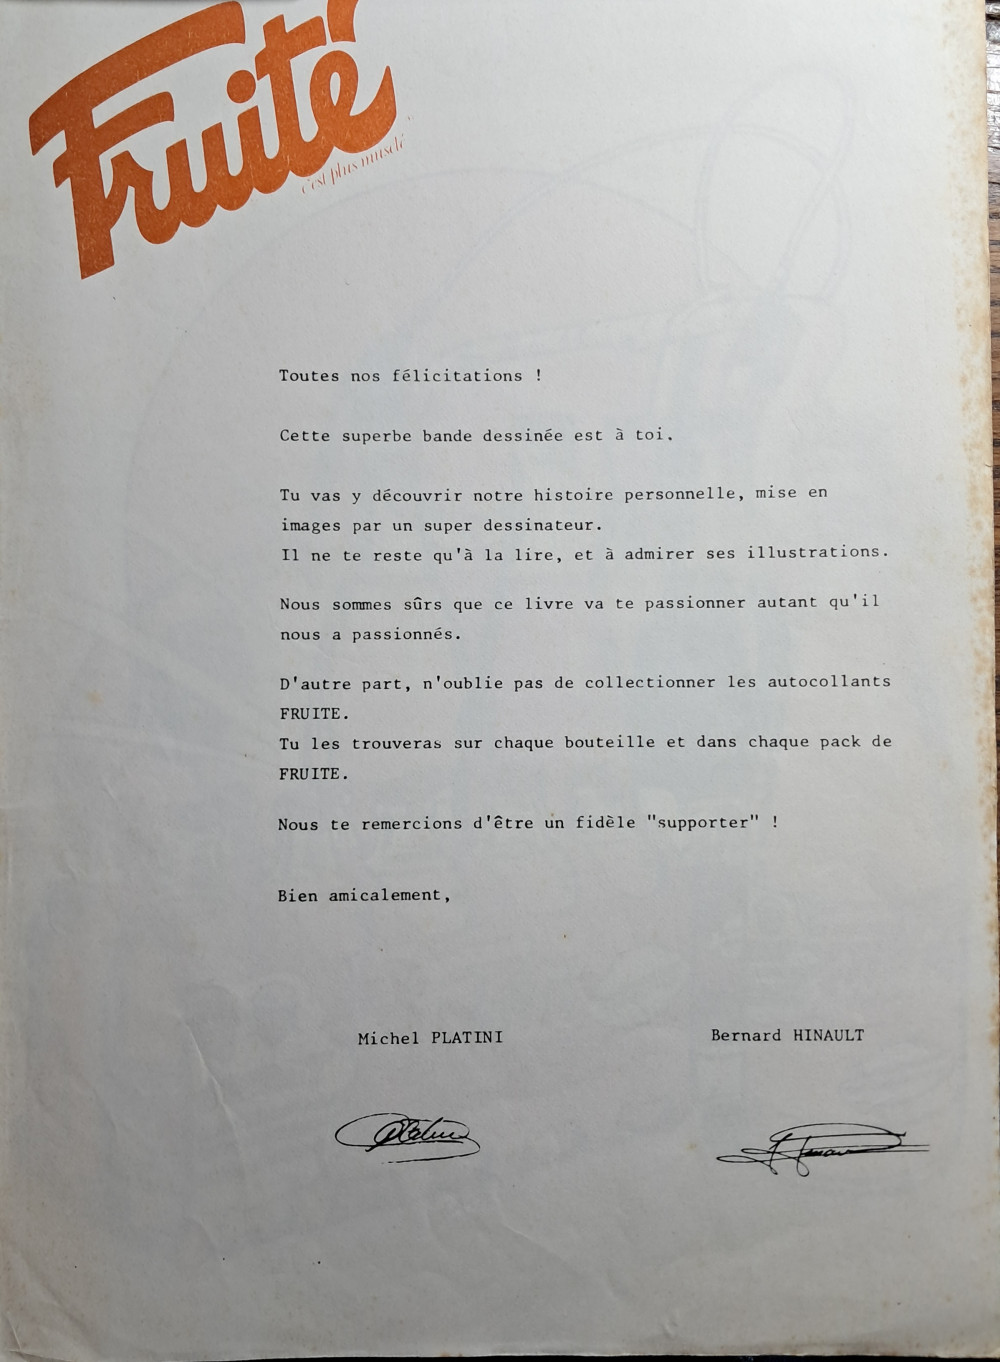 Fruité
c'est plus musclé
Toutes nos félicitations !
Cette superbe bande dessinée est à toi.
Tu vas y découvrir notre histoire personnelle, mise en
images par un super dessinateur.
Il ne te reste qu'à la lire, et à admirer ses illustrations.
Nous sommes sûrs que ce livre va te passionner autant qu'il
nous a passionnés.
D'autre part, n'oublie pas de collectionner les autocollants
FRUITE.
Tu les trouveras sur chaque bouteille et dans chaque pack de
FRUITE.
Nous te remercions d'être un fidèle "supporter" !
Bien amicalement,
Michel PLATINI
Bernard HINAULT